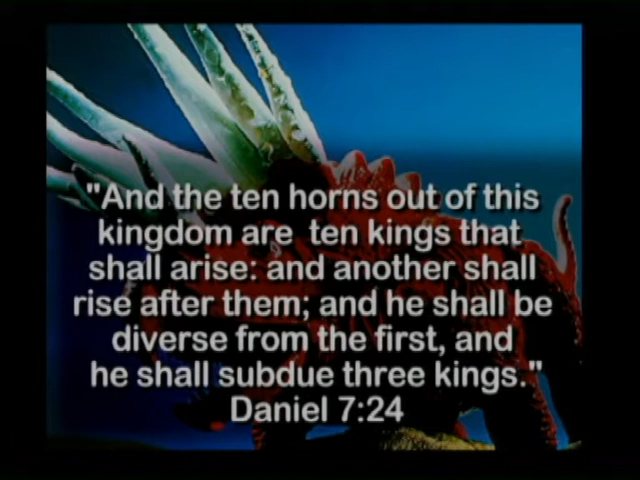 "And the ten horns out of this
kingdom are  ten kings that
shall arise: and another shall
rise after them; and he shall be
diverse from the first, and
he shall subdue three kings."
Daniel 7:24